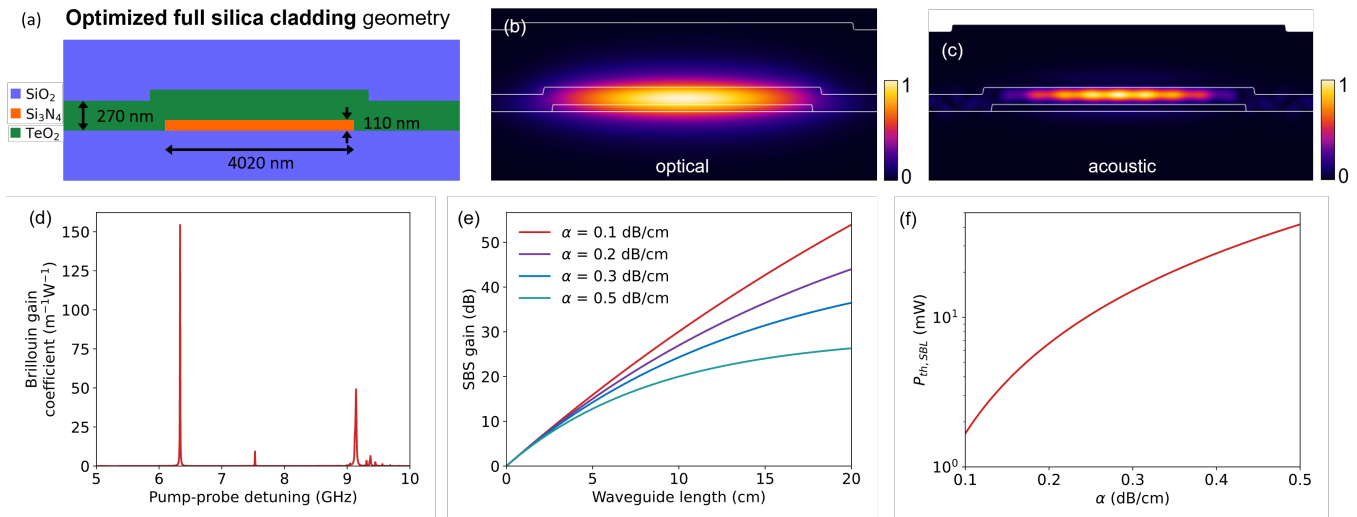 (a) Optimized full silica cladding geometry
SiO₂
Si₃N₄
TeO₂
270 nm
110 nm
4020 nm
(b)
optical
1
0
(c)
acoustic
1
0
(d)
Brillouin gain
coefficient (m⁻¹W⁻¹)
150
125
100
75
50
25
0
5 6 7 8 9 10
Pump-probe detuning (GHz)
(e)
α = 0.1 dB/cm
α = 0.2 dB/cm
α = 0.3 dB/cm
α = 0.5 dB/cm
SBS gain (dB)
50
40
30
20
10
0
0 5 10 15 20
Waveguide length (cm)
(f)
P_th, SBL (mW)
10¹
10⁰
0.1 0.2 0.3 0.4 0.5
α (dB/cm)